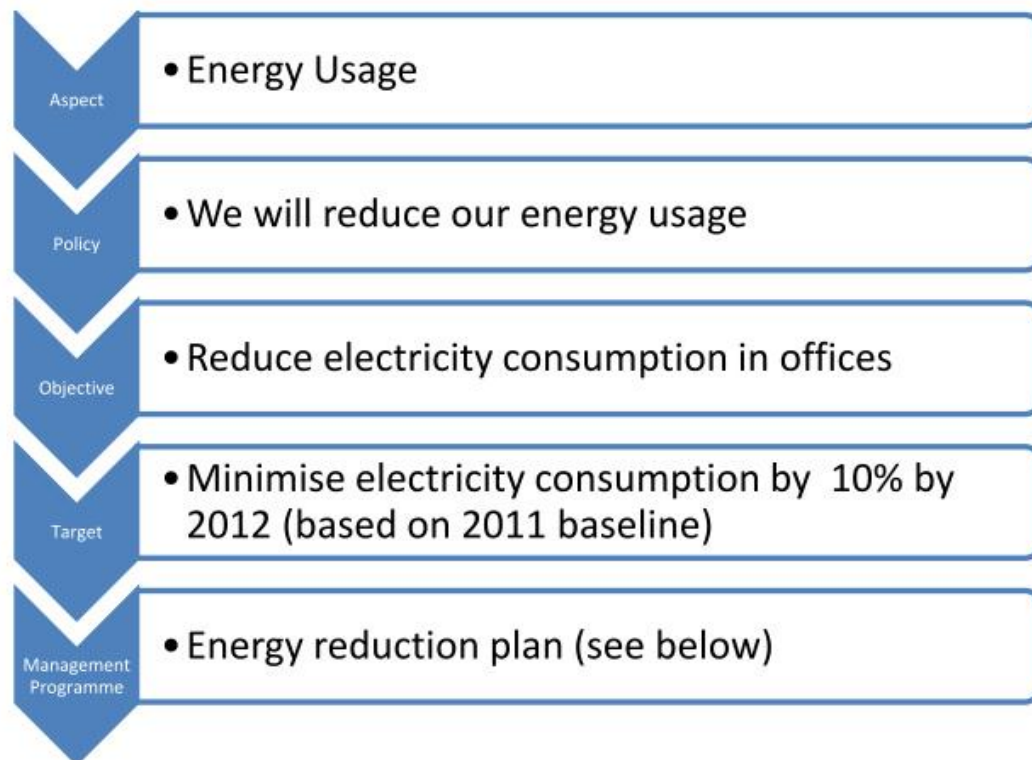 Aspect
• Energy Usage
Policy
• We will reduce our energy usage
Objective
• Reduce electricity consumption in offices
Target
• Minimise electricity consumption by  10% by
2012 (based on 2011 baseline)
Management
Programme
• Energy reduction plan (see below)